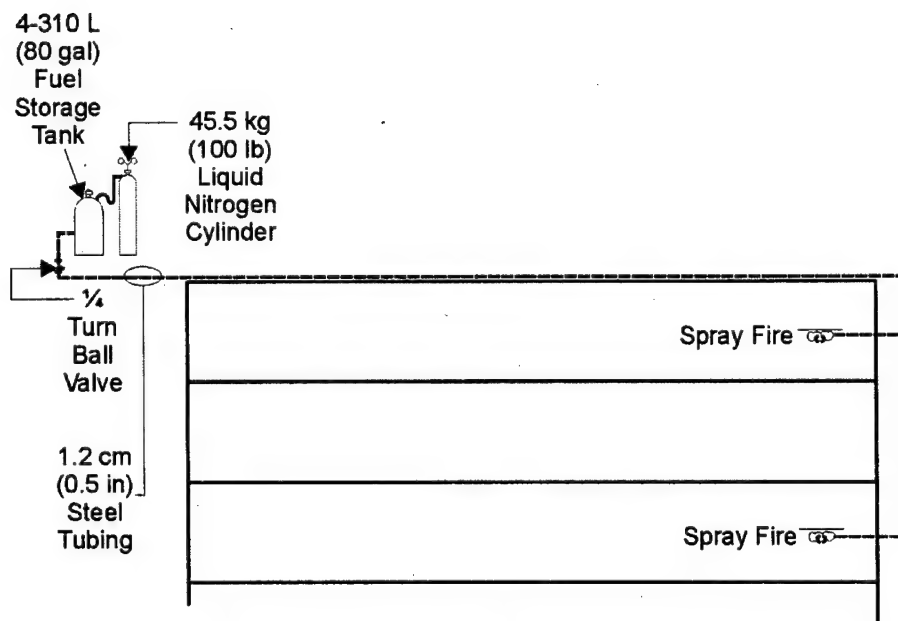 4-310 L
(80 gal)
Fuel
Storage
Tank
45.5 kg
(100 lb)
Liquid
Nitrogen
Cylinder
¼
Turn
Ball
Valve
Spray Fire
1.2 cm
(0.5 in)
Steel
Tubing
Spray Fire